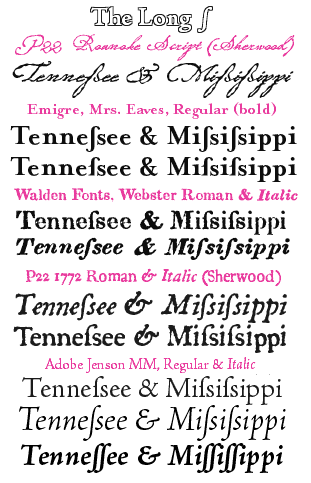 The Long ſ
P22 Roanoke Script (Sherwood)
Tenneſsee & Miſsiſsippi
Emigre, Mrs. Eaves, Regular (bold)
Tenneſsee & Miſsiſsippi
Tenneſsee & Miſsiſsippi
Walden Fonts, Webster Roman & Italic
Tenneſsee & Miſsiſsippi
Tenneſsee & Miſsiſsippi
P22 1772 Roman & Italic (Sherwood)
Tenneſsee & Miſsiſsippi
Tenneſsee & Miſsiſsippi
Adobe Jenson MM, Regular & Italic
Tenneſsee & Miſsiſsippi
Tenneſsee & Miſsiſsippi
Tenneſſee & Miſſiſſippi